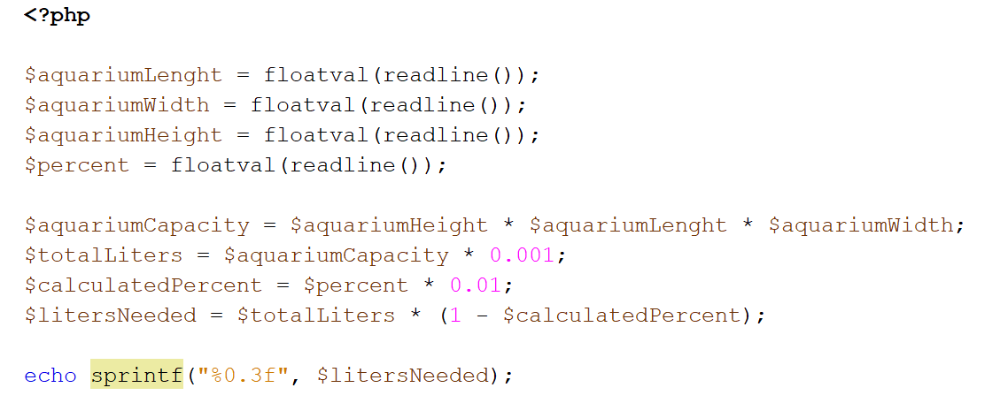 <?php
$aquariumLenght = floatval(readline());
$aquariumWidth = floatval(readline());
$aquariumHeight = floatval(readline());
$percent = floatval(readline());
$aquariumCapacity = $aquariumHeight * $aquariumLenght * $aquariumWidth;
$totalLiters = $aquariumCapacity * 0.001;
$calculatedPercent = $percent * 0.01;
$litersNeeded = $totalLiters * (1 - $calculatedPercent);
echo sprintf("%0.3f", $litersNeeded);